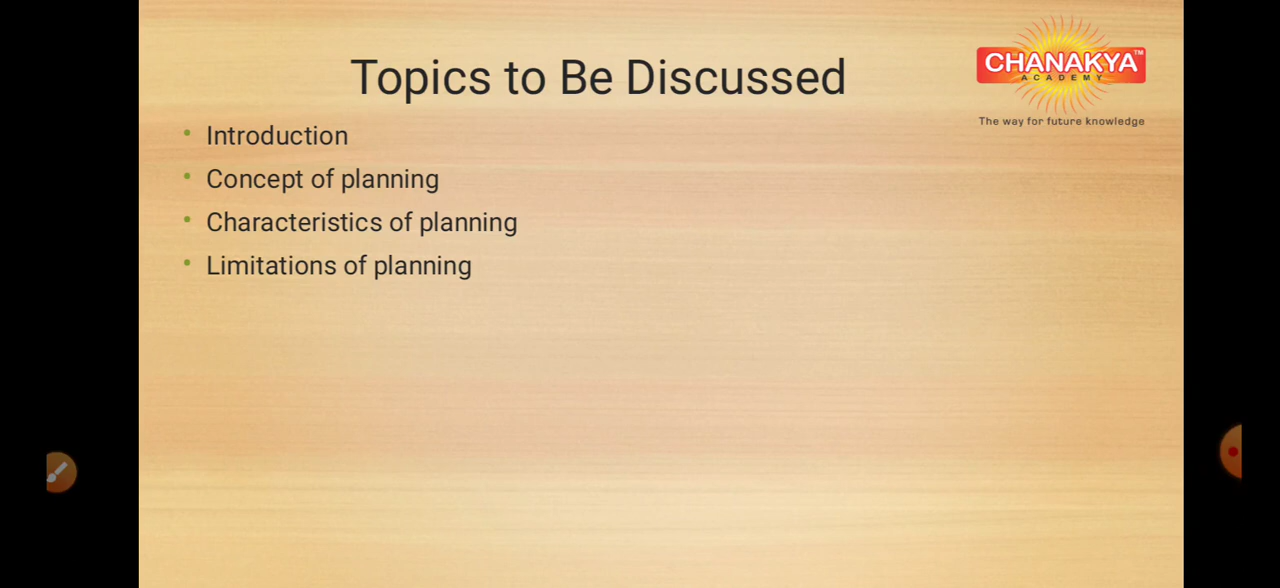 Topics to Be Discussed
CHANAKYA™
ACADEMY
The way for future knowledge
Introduction
Concept of planning
Characteristics of planning
Limitations of planning